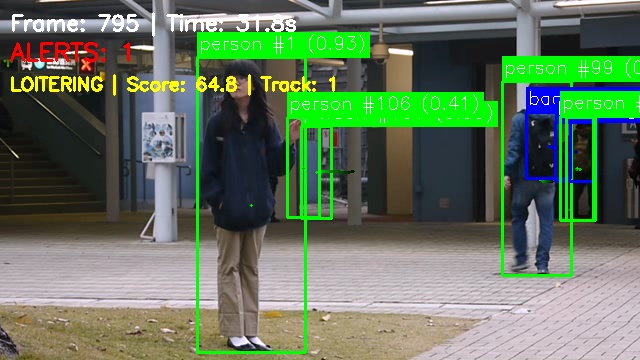 Frame: 795 | Time: 31.8s
ALERTS: 1
LOITERING | Score: 64.8 | Track: 1
person #1 (0.93)
person #99 (0
person #106 (0.41)
person #